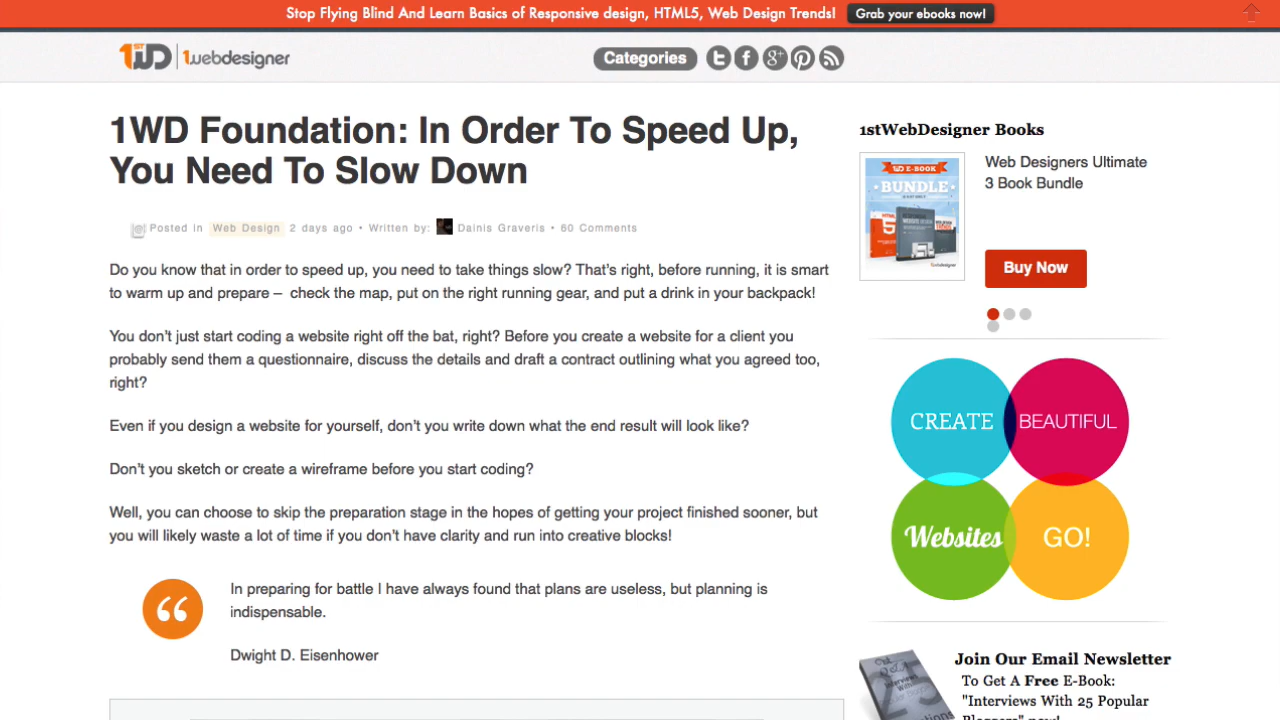 Stop Flying Blind And Learn Basics of Responsive design, HTML5, Web Design Trends! Grab your ebooks now!
1STWD 1stwebdesigner
Categories
1WD Foundation: In Order To Speed Up,
You Need To Slow Down
Posted in Web Design 2 days ago • Written by: Dainis Graveris • 60 Comments
Do you know that in order to speed up, you need to take things slow? That's right, before running, it is smart
to warm up and prepare – check the map, put on the right running gear, and put a drink in your backpack!
You don't just start coding a website right off the bat, right? Before you create a website for a client you
probably send them a questionnaire, discuss the details and draft a contract outlining what you agreed too,
right?
Even if you design a website for yourself, don't you write down what the end result will look like?
Don't you sketch or create a wireframe before you start coding?
Well, you can choose to skip the preparation stage in the hopes of getting your project finished sooner, but
you will likely waste a lot of time if you don't have clarity and run into creative blocks!
In preparing for battle I have always found that plans are useless, but planning is
indispensable.
Dwight D. Eisenhower
1stWebDesigner Books
1WD E-BOOK
BUNDLE
Web Designers Ultimate
3 Book Bundle
Buy Now
CREATE
BEAUTIFUL
Websites
GO!
Join Our Email Newsletter
To Get A Free E-Book:
"Interviews With 25 Popular
Bloggers" now!
Interviews
With
25